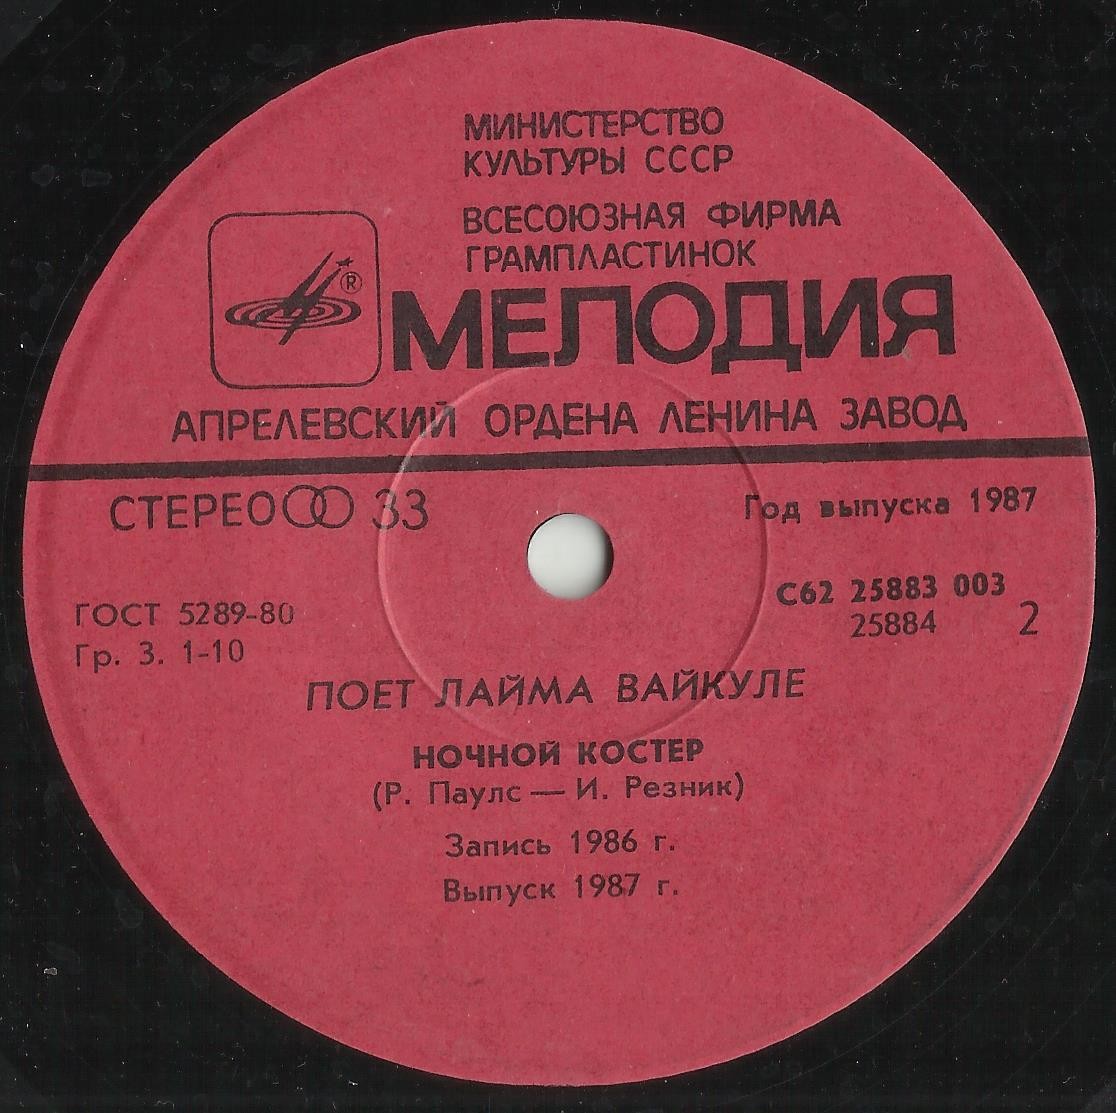 МИНИСТЕРСТВО
КУЛЬТУРЫ СССР
ВСЕСОЮЗНАЯ ФИРМА
ГРАМПЛАСТИНОК
®
МЕЛОДИЯ
АПРЕЛЕВСКИЙ ОРДЕНА ЛЕНИНА ЗАВОД
СТЕРЕО 33
Год выпуска 1987
ГОСТ 5289-80
Гр. 3. 1-10
С62 25883 003
25884 2
ПОЕТ ЛАЙМА ВАЙКУЛЕ
НОЧНОЙ КОСТЕР
(Р. Паулс — И. Резник)
Запись 1986 г.
Выпуск 1987 г.